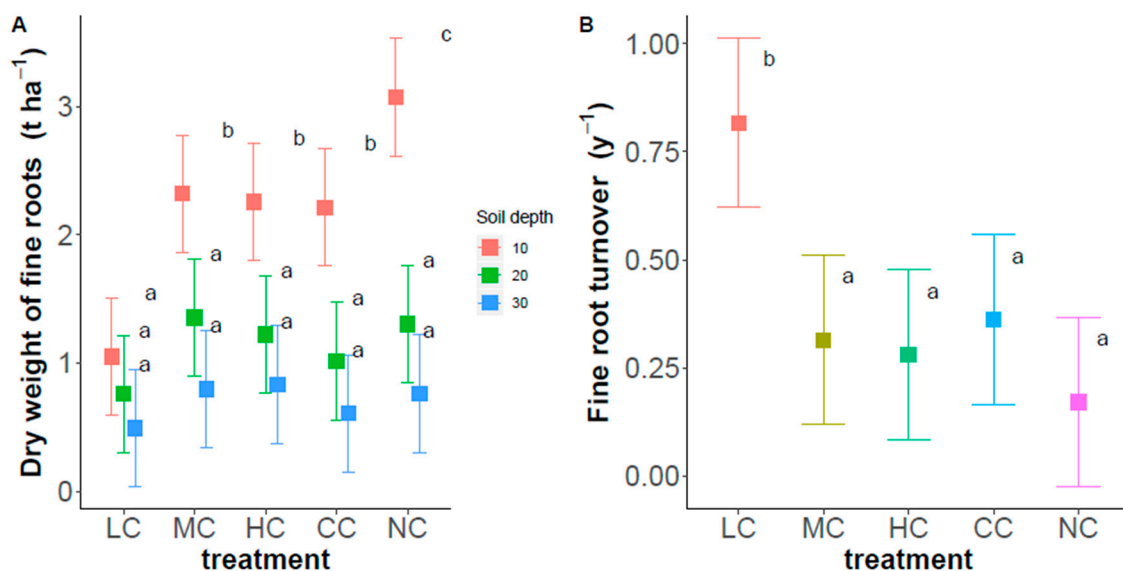 A
Dry weight of fine roots (t ha⁻¹)
3
2
1
0
c
b
b
b
a
a
a
a
a
a
a
a
a
a
a
LC MC HC CC NC
treatment
Soil depth
10
20
30
B
Fine root turnover (y⁻¹)
1.00
0.75
0.50
0.25
0.00
b
a
a
a
a
LC MC HC CC NC
treatment